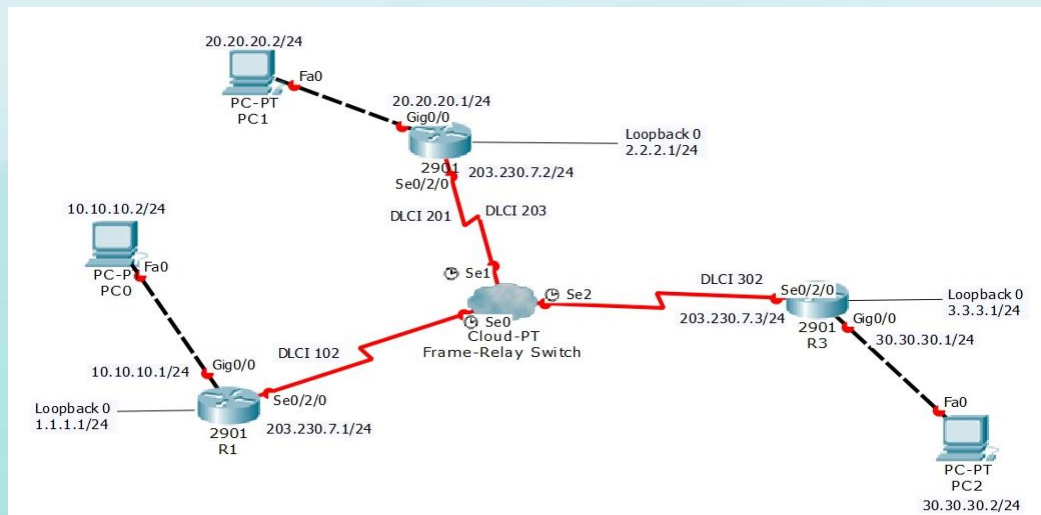 20.20.20.2/24
Fa0
PC-PT
PC1
20.20.20.1/24
Gig0/0
2901
Se0/2/0
203.230.7.2/24
Loopback 0
2.2.2.1/24
DLCI 201
DLCI 203
10.10.10.2/24
PC-P
Fa0
PC0
Se1
Se2
Se0
Cloud-PT
Frame-Relay Switch
DLCI 302
Se0/2/0
203.230.7.3/24
2901
R3
Loopback 0
3.3.3.1/24
Gig0/0
30.30.30.1/24
DLCI 102
Gig0/0
10.10.10.1/24
Se0/2/0
Loopback 0
1.1.1.1/24
203.230.7.1/24
2901
R1
Fa0
PC-PT
PC2
30.30.30.2/24